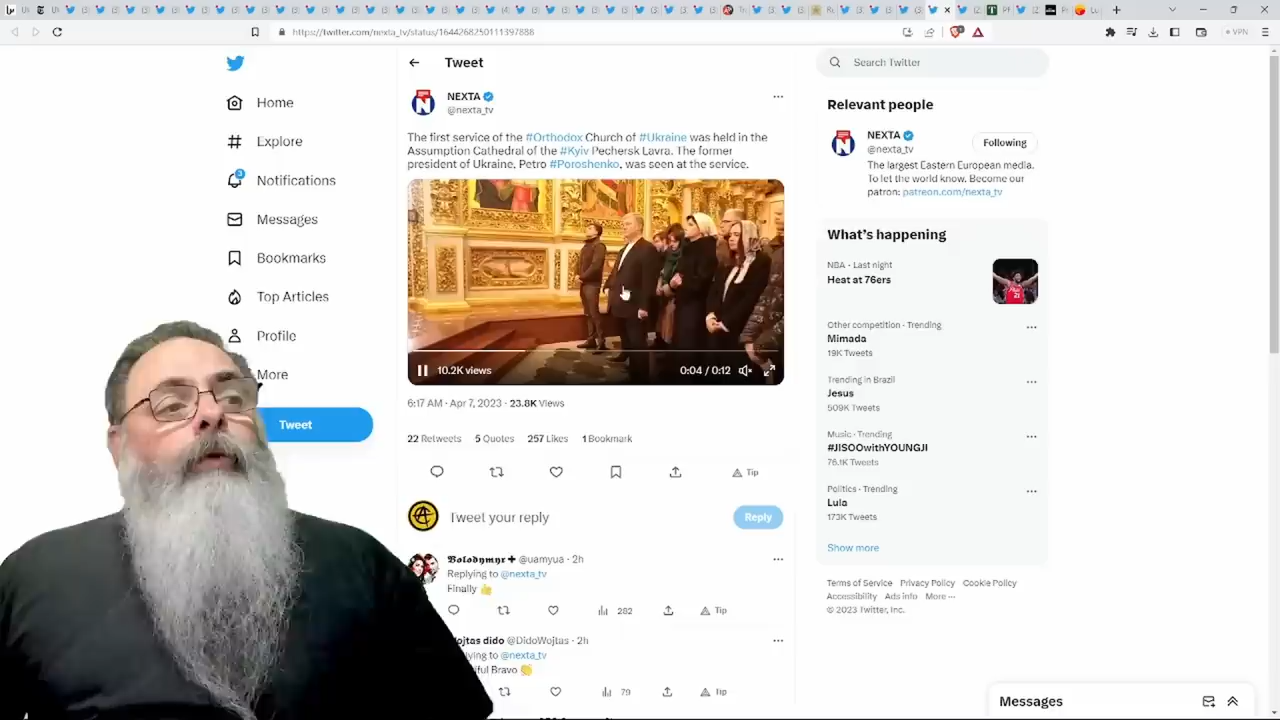 https://twitter.com/nexta_tv/status/1644268250111397888
VPN
Home
Explore
3
Notifications
Messages
Bookmarks
Top Articles
Profile
More
Tweet
Tweet
NEXTA
@nexta_tv
The first service of the #Orthodox Church of #Ukraine was held in the
Assumption Cathedral of the #Kyiv Pechersk Lavra. The former
president of Ukraine, Petro #Poroshenko, was seen at the service.
10.2K views
0:04 / 0:12
6:17 AM · Apr 7, 2023 · 23.8K Views
22 Retweets 5 Quotes 257 Likes 1 Bookmark
Tip
Tweet your reply
Reply
𝕭𝖔𝖑𝖔𝖉𝖞𝖒𝖞𝖗 @uamyua · 2h
Replying to @nexta_tv
Finally
282
Tip
dido @DidoWojtas · 2h
@nexta_tv
Bravo
79
Tip
Search Twitter
Relevant people
NEXTA
@nexta_tv
Following
The largest Eastern European media.
To let the world know. Become our
patron: patreon.com/nexta_tv
What's happening
NBA · Last night
Heat at 76ers
Other competition · Trending
Mimada
19K Tweets
Trending in Brazil
Jesus
509K Tweets
Music · Trending
#JISOOwithYOUNGJI
76.1K Tweets
Politics · Trending
Lula
173K Tweets
Show more
Terms of Service Privacy Policy Cookie Policy
Accessibility Ads info More ···
© 2023 Twitter, Inc.
Messages